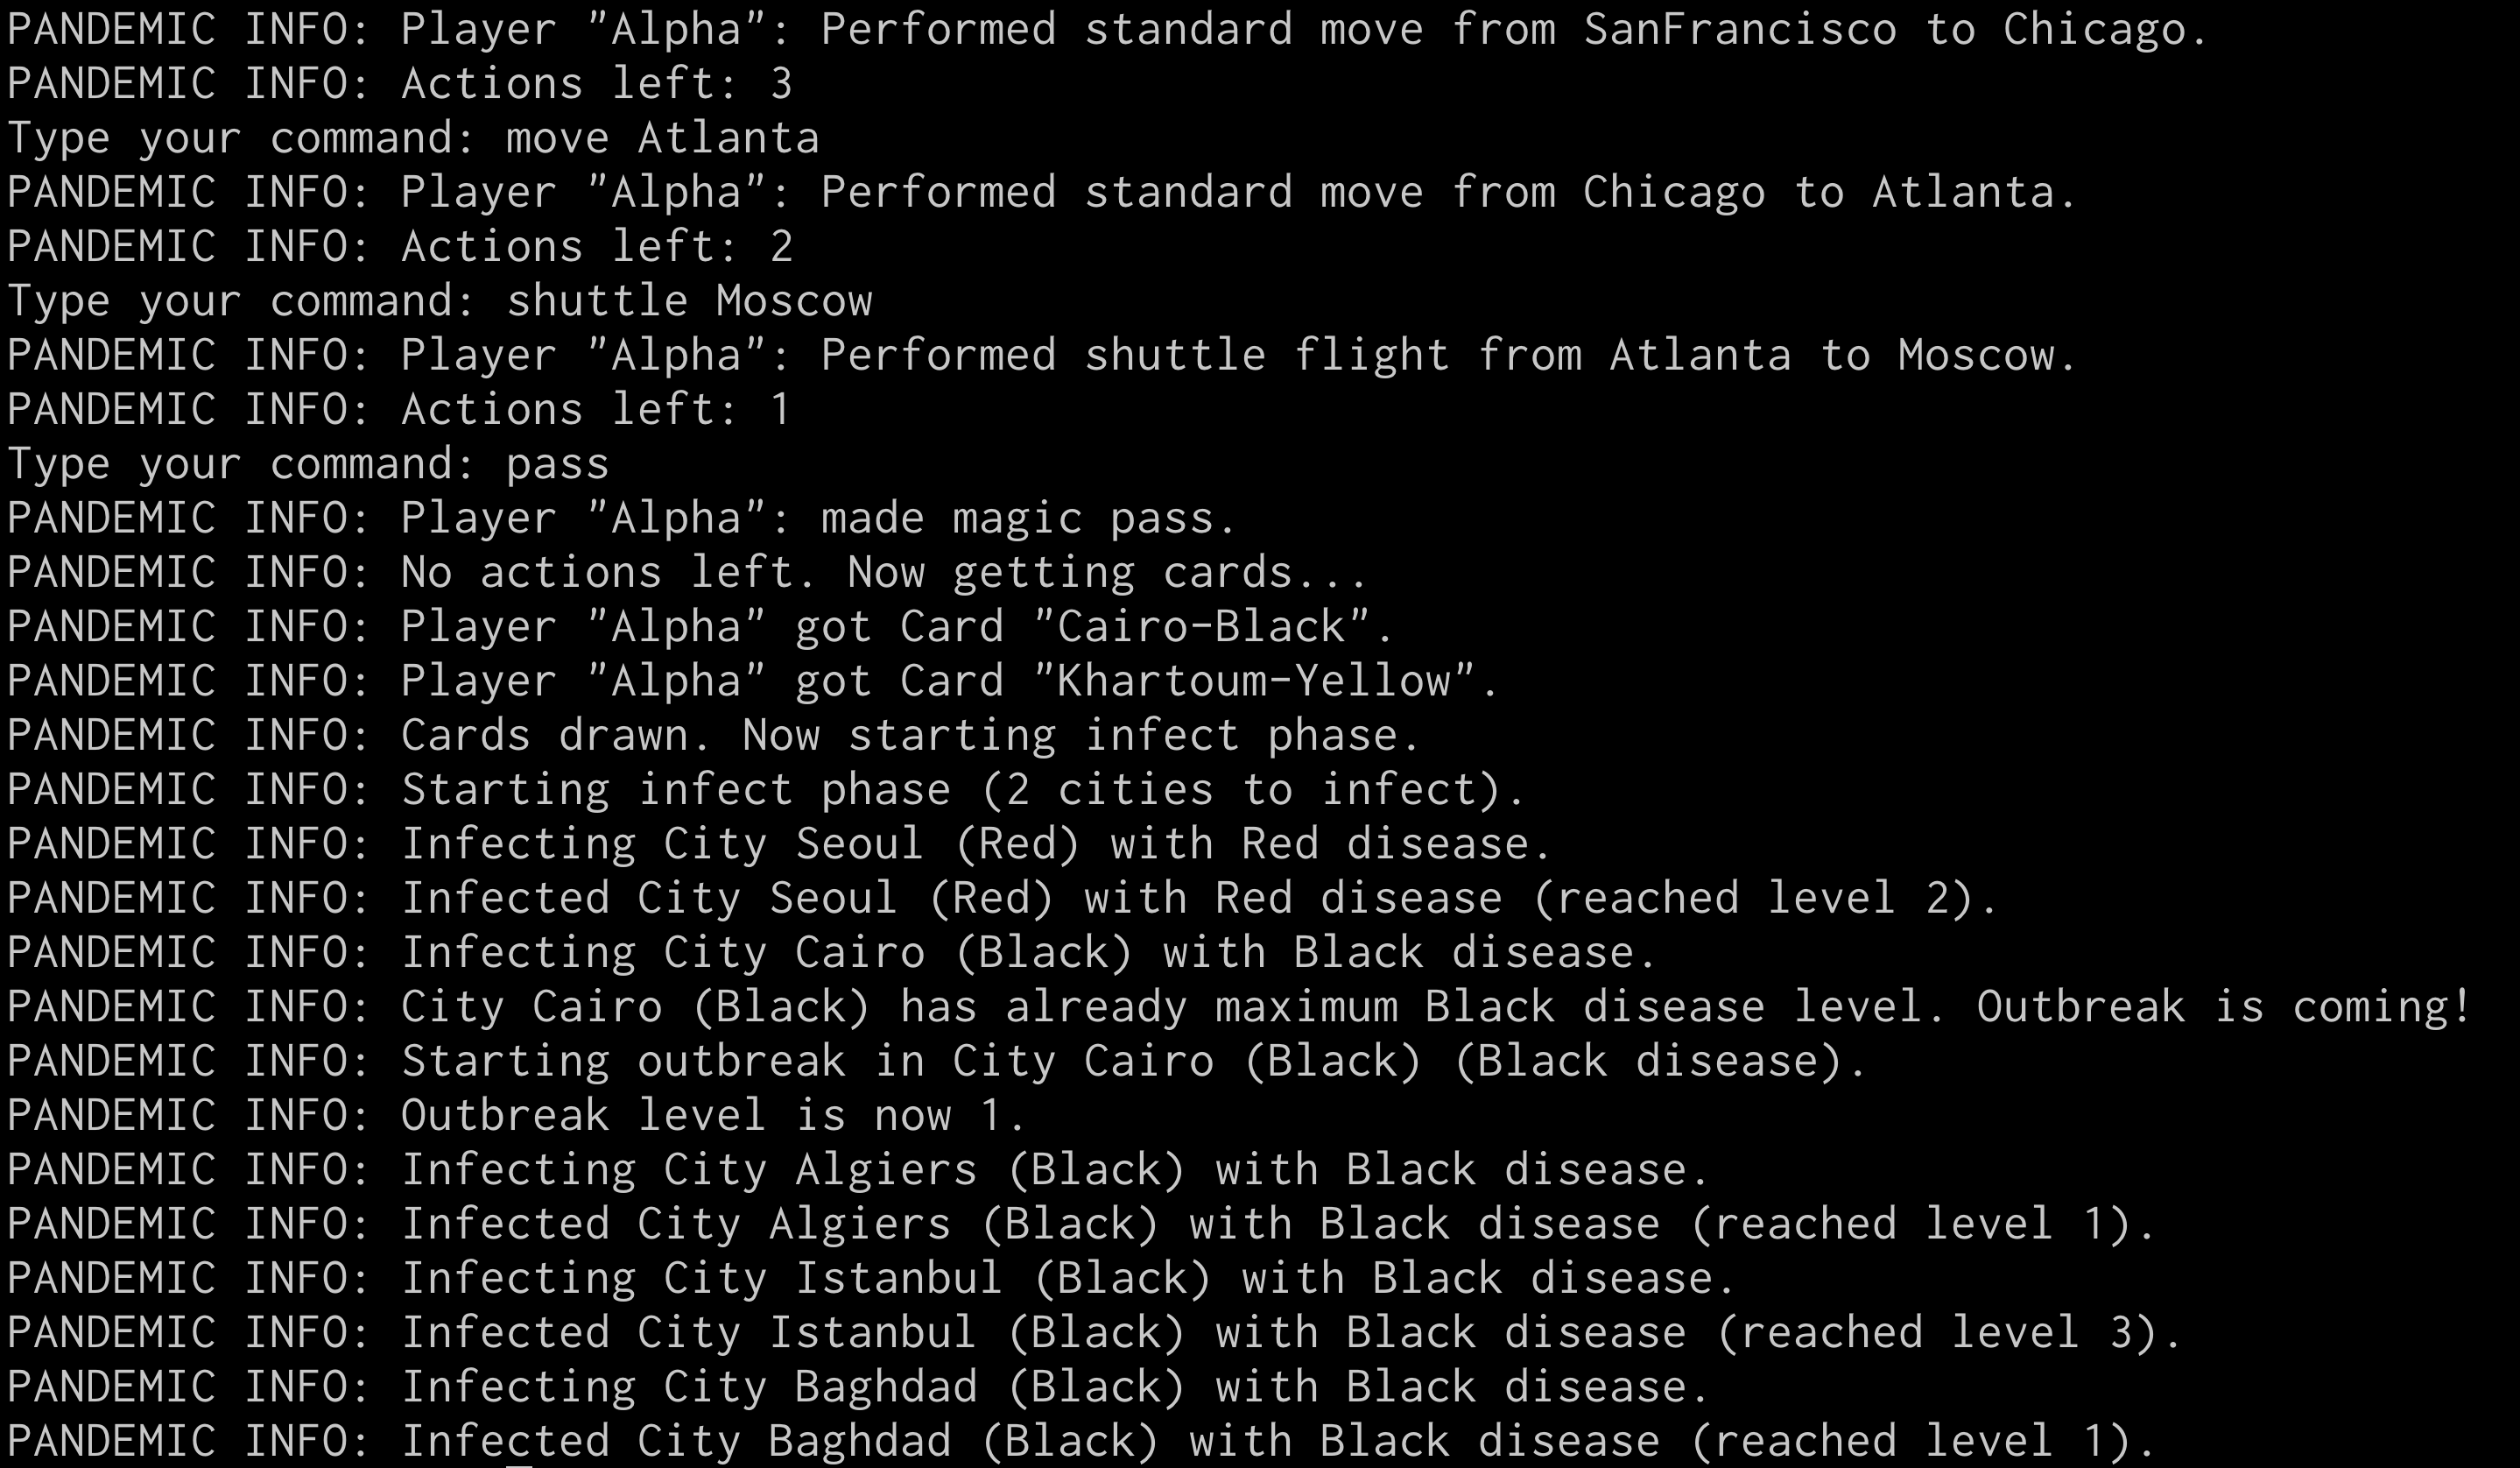 PANDEMIC INFO: Player "Alpha": Performed standard move from SanFrancisco to Chicago.
PANDEMIC INFO: Actions left: 3
Type your command: move Atlanta
PANDEMIC INFO: Player "Alpha": Performed standard move from Chicago to Atlanta.
PANDEMIC INFO: Actions left: 2
Type your command: shuttle Moscow
PANDEMIC INFO: Player "Alpha": Performed shuttle flight from Atlanta to Moscow.
PANDEMIC INFO: Actions left: 1
Type your command: pass
PANDEMIC INFO: Player "Alpha": made magic pass.
PANDEMIC INFO: No actions left. Now getting cards...
PANDEMIC INFO: Player "Alpha" got Card "Cairo-Black".
PANDEMIC INFO: Player "Alpha" got Card "Khartoum-Yellow".
PANDEMIC INFO: Cards drawn. Now starting infect phase.
PANDEMIC INFO: Starting infect phase (2 cities to infect).
PANDEMIC INFO: Infecting City Seoul (Red) with Red disease.
PANDEMIC INFO: Infected City Seoul (Red) with Red disease (reached level 2).
PANDEMIC INFO: Infecting City Cairo (Black) with Black disease.
PANDEMIC INFO: City Cairo (Black) has already maximum Black disease level. Outbreak is coming!
PANDEMIC INFO: Starting outbreak in City Cairo (Black) (Black disease).
PANDEMIC INFO: Outbreak level is now 1.
PANDEMIC INFO: Infecting City Algiers (Black) with Black disease.
PANDEMIC INFO: Infected City Algiers (Black) with Black disease (reached level 1).
PANDEMIC INFO: Infecting City Istanbul (Black) with Black disease.
PANDEMIC INFO: Infected City Istanbul (Black) with Black disease (reached level 3).
PANDEMIC INFO: Infecting City Baghdad (Black) with Black disease.
PANDEMIC INFO: Infected City Baghdad (Black) with Black disease (reached level 1).